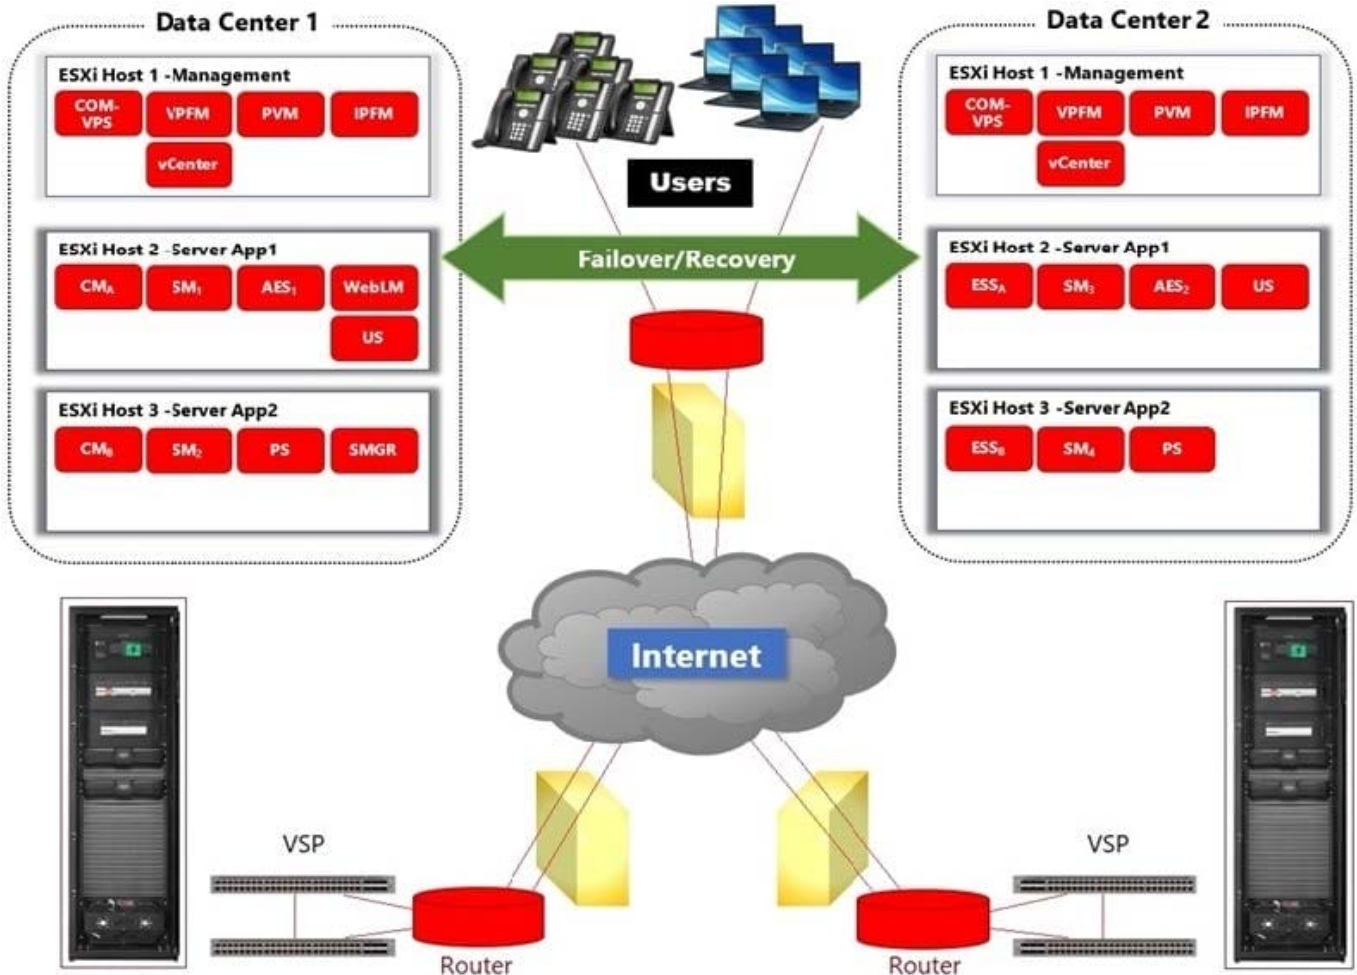 Data Center 1
ESXi Host 1 -Management
COM-
VPS
VPFM
PVM
IPFM
vCenter
ESXi Host 2 -Server App1
CMA
SM1
AES1
WebLM
US
ESXi Host 3 -Server App2
CMB
SM2
PS
SMGR
Users
Failover/Recovery
Data Center 2
ESXi Host 1 -Management
COM-
VPS
VPFM
PVM
IPFM
vCenter
ESXi Host 2 -Server App1
ESSA
SM3
AES2
US
ESXi Host 3 -Server App2
ESSB
SM4
PS
Internet
VSP
Router
VSP
Router